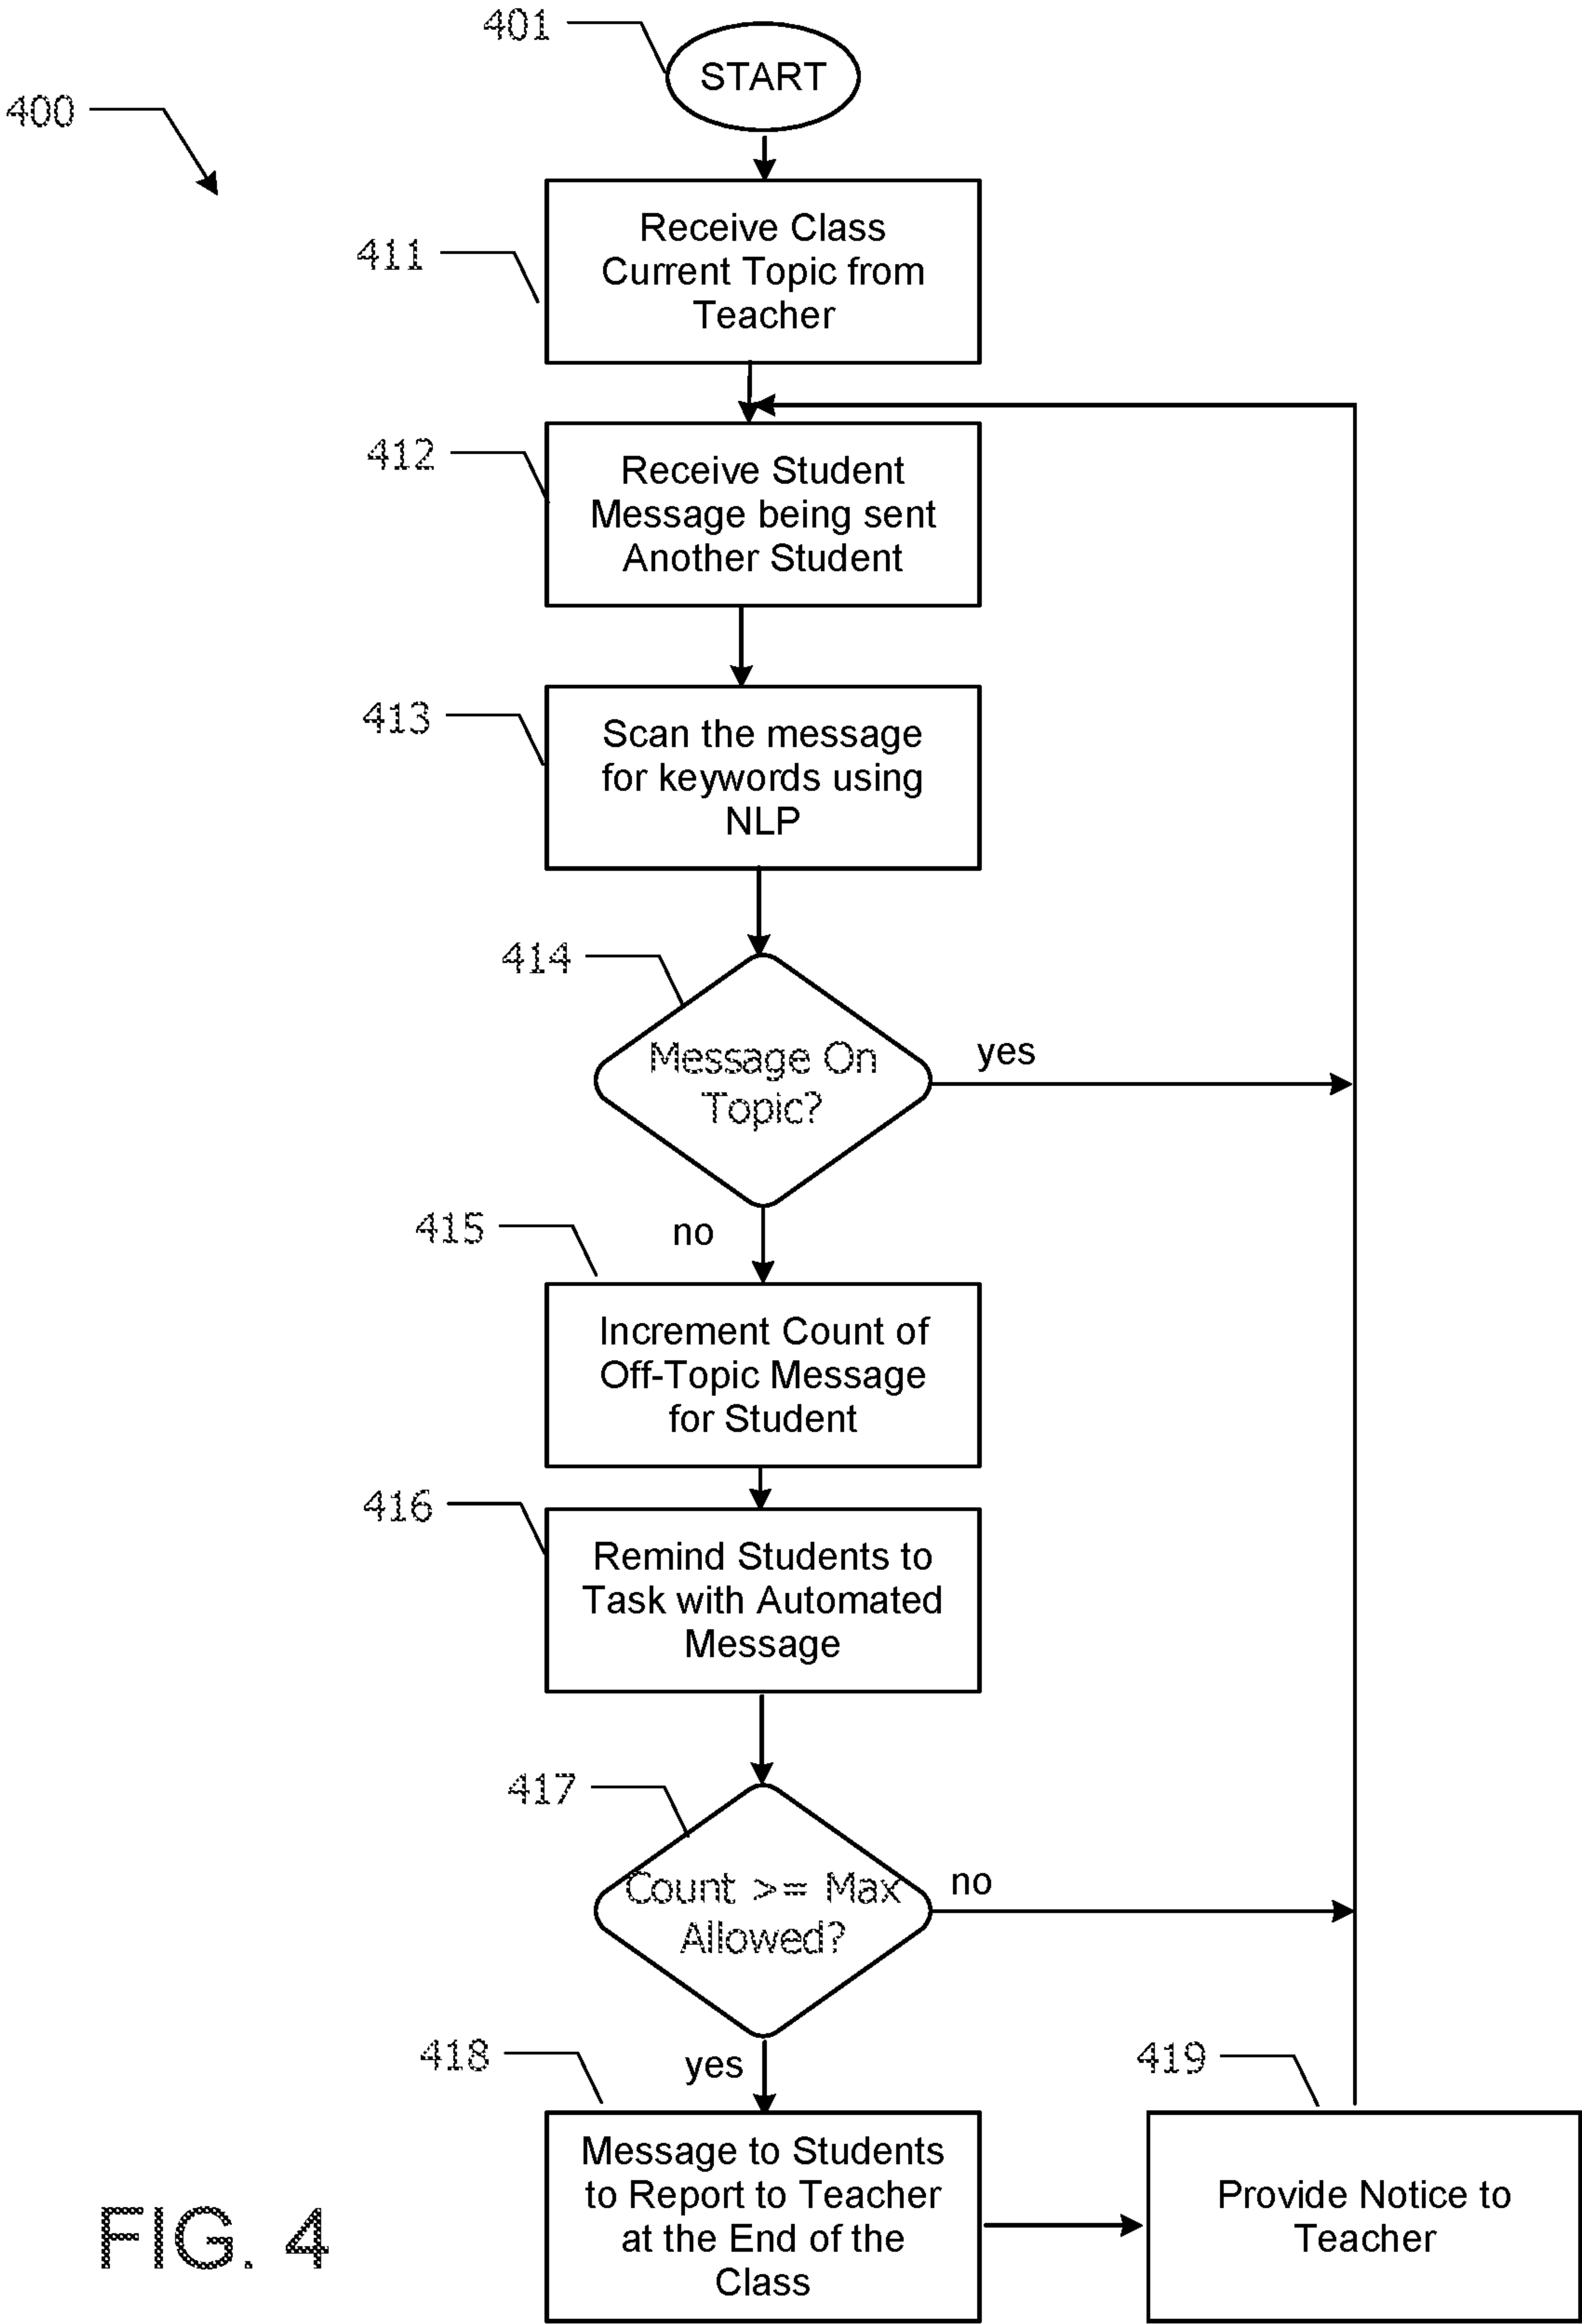 401
START
400
Receive Class
Current Topic from
Teacher
411
412
Receive Student
Message being sent
Another Student
413
Scan the message
for keywords using
NLP
414
Message On
Topic?
yes
415
no
Increment Count of
Off-Topic Message
for Student
416
Remind Students to
Task with Automated
Message
417
Count >= Max
Allowed?
no
418
yes
419
Message to Students
to Report to Teacher
at the End of the
Class
Provide Notice to
Teacher
FIG. 4